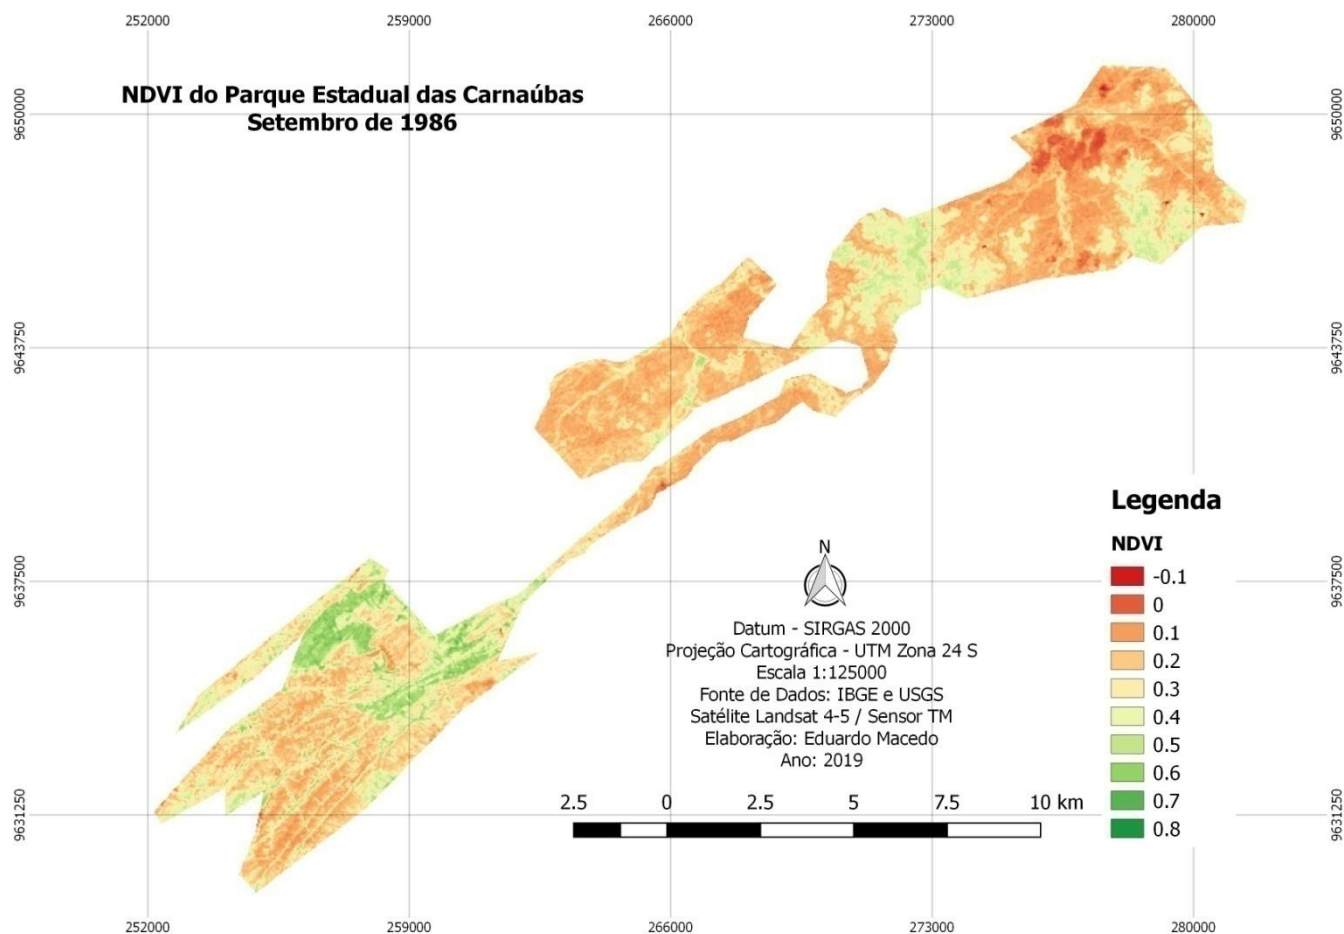 252000
259000
266000
273000
280000
NDVI do Parque Estadual das Carnaúbas
Setembro de 1986
9650000
9650000
9643750
9643750
9637500
9637500
9631250
9631250
Legenda
NDVI
-0.1
0
0.1
0.2
0.3
0.4
0.5
0.6
0.7
0.8
N
Datum - SIRGAS 2000
Projeção Cartográfica - UTM Zona 24 S
Escala 1:125000
Fonte de Dados: IBGE e USGS
Satélite Landsat 4-5 / Sensor TM
Elaboração: Eduardo Macedo
Ano: 2019
2.5 0 2.5 5 7.5 10 km
252000
259000
266000
273000
280000